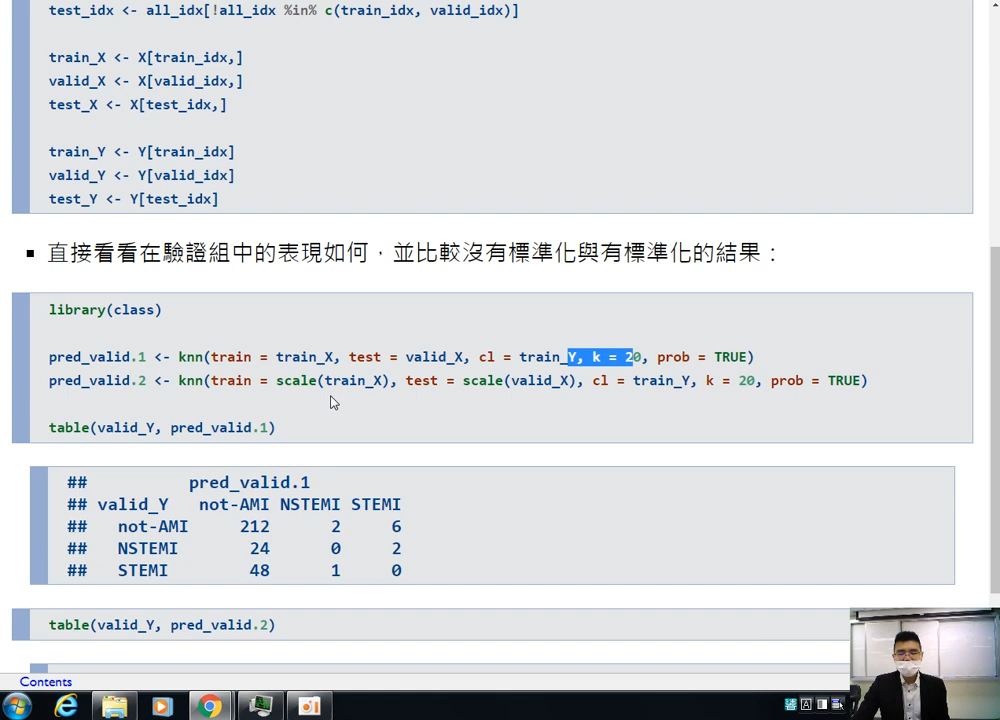 test_idx <- all_idx[!all_idx %in% c(train_idx, valid_idx)]
train_X <- X[train_idx,]
valid_X <- X[valid_idx,]
test_X <- X[test_idx,]
train_Y <- Y[train_idx]
valid_Y <- Y[valid_idx]
test_Y <- Y[test_idx]
▪ 直接看看在驗證組中的表現如何，並比較沒有標準化與有標準化的結果：
library(class)
pred_valid.1 <- knn(train = train_X, test = valid_X, cl = train_Y, k = 20, prob = TRUE)
pred_valid.2 <- knn(train = scale(train_X), test = scale(valid_X), cl = train_Y, k = 20, prob = TRUE)
table(valid_Y, pred_valid.1)
## pred_valid.1
## valid_Y not-AMI NSTEMI STEMI
## not-AMI 212 2 6
## NSTEMI 24 0 2
## STEMI 48 1 0
table(valid_Y, pred_valid.2)
Contents